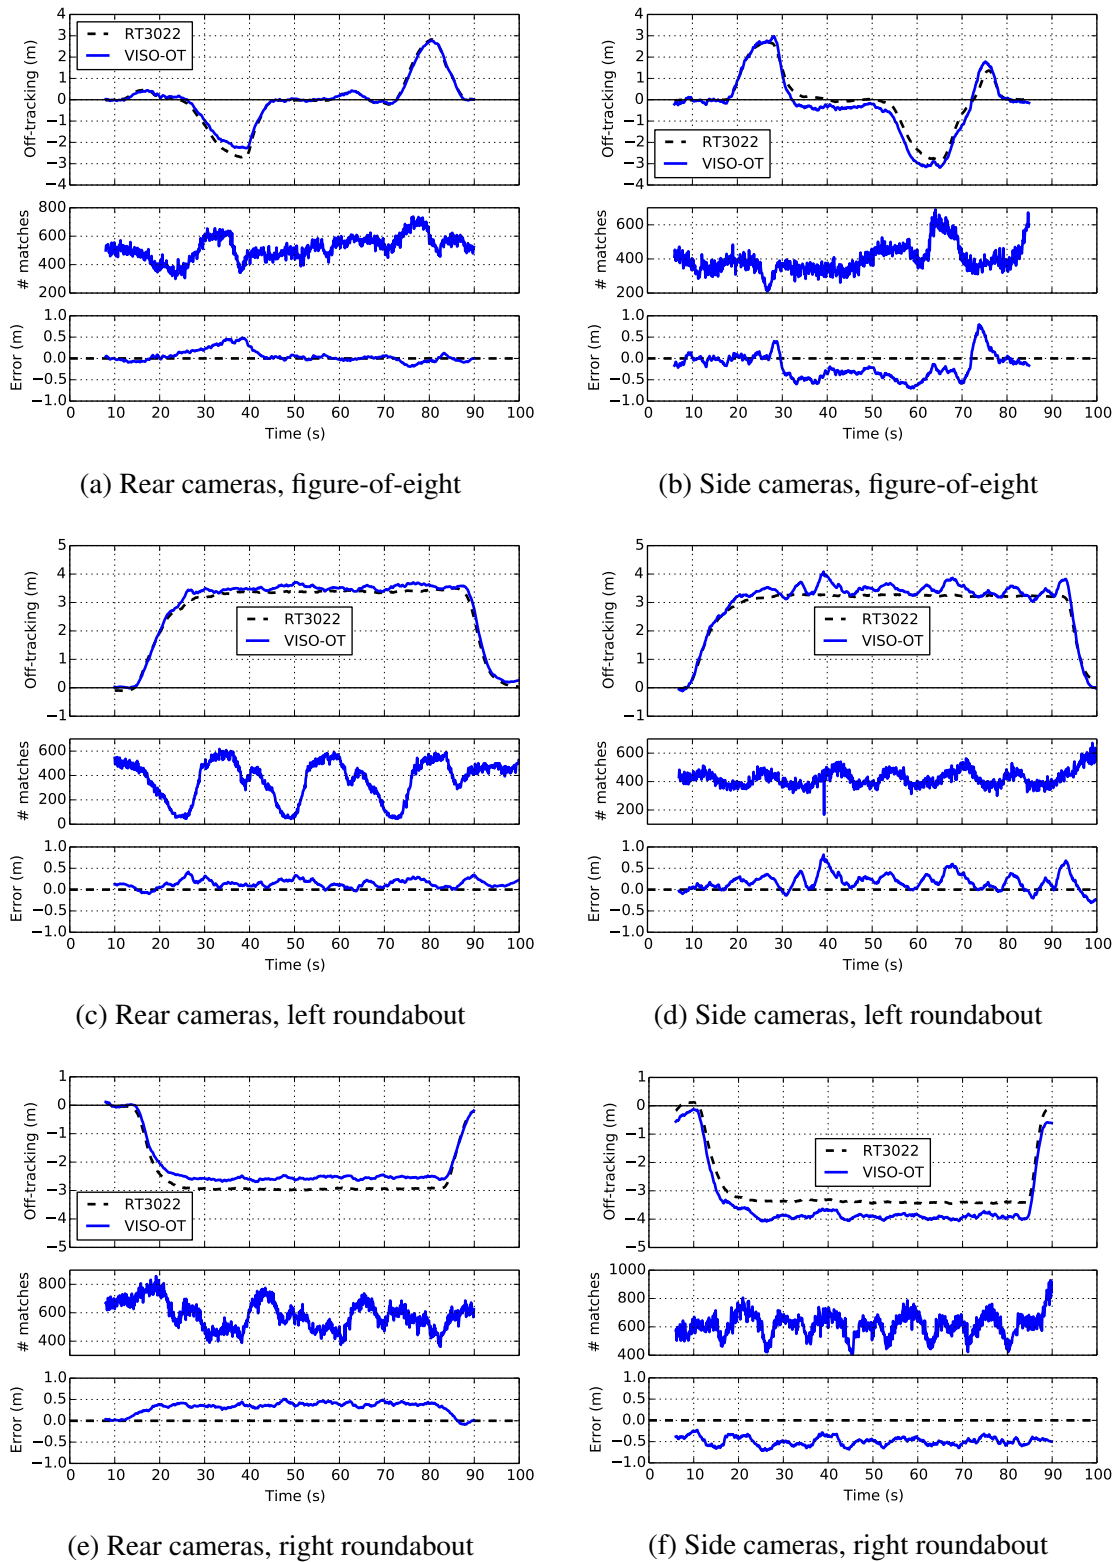 4
3
2
1
0
−1
−2
−3
−4
Off-tracking (m)
RT3022
VISO-OT
800
600
400
200
# matches
1.0
0.5
0.0
−0.5
−1.0
Error (m)
0 10 20 30 40 50 60 70 80 90 100
Time (s)
(a) Rear cameras, figure-of-eight
4
3
2
1
0
−1
−2
−3
−4
Off-tracking (m)
RT3022
VISO-OT
600
400
200
# matches
1.0
0.5
0.0
−0.5
−1.0
Error (m)
0 10 20 30 40 50 60 70 80 90 100
Time (s)
(b) Side cameras, figure-of-eight
5
4
3
2
1
0
−1
Off-tracking (m)
RT3022
VISO-OT
600
400
200
0
# matches
1.0
0.5
0.0
−0.5
−1.0
Error (m)
0 10 20 30 40 50 60 70 80 90 100
Time (s)
(c) Rear cameras, left roundabout
5
4
3
2
1
0
−1
Off-tracking (m)
RT3022
VISO-OT
600
400
200
# matches
1.0
0.5
0.0
−0.5
−1.0
Error (m)
0 10 20 30 40 50 60 70 80 90 100
Time (s)
(d) Side cameras, left roundabout
1
0
−1
−2
−3
−4
−5
Off-tracking (m)
RT3022
VISO-OT
800
600
400
# matches
1.0
0.5
0.0
−0.5
−1.0
Error (m)
0 10 20 30 40 50 60 70 80 90 100
Time (s)
(e) Rear cameras, right roundabout
1
0
−1
−2
−3
−4
−5
Off-tracking (m)
RT3022
VISO-OT
1000
800
600
400
# matches
1.0
0.5
0.0
−0.5
−1.0
Error (m)
0 10 20 30 40 50 60 70 80 90 100
Time (s)
(f) Side cameras, right roundabout